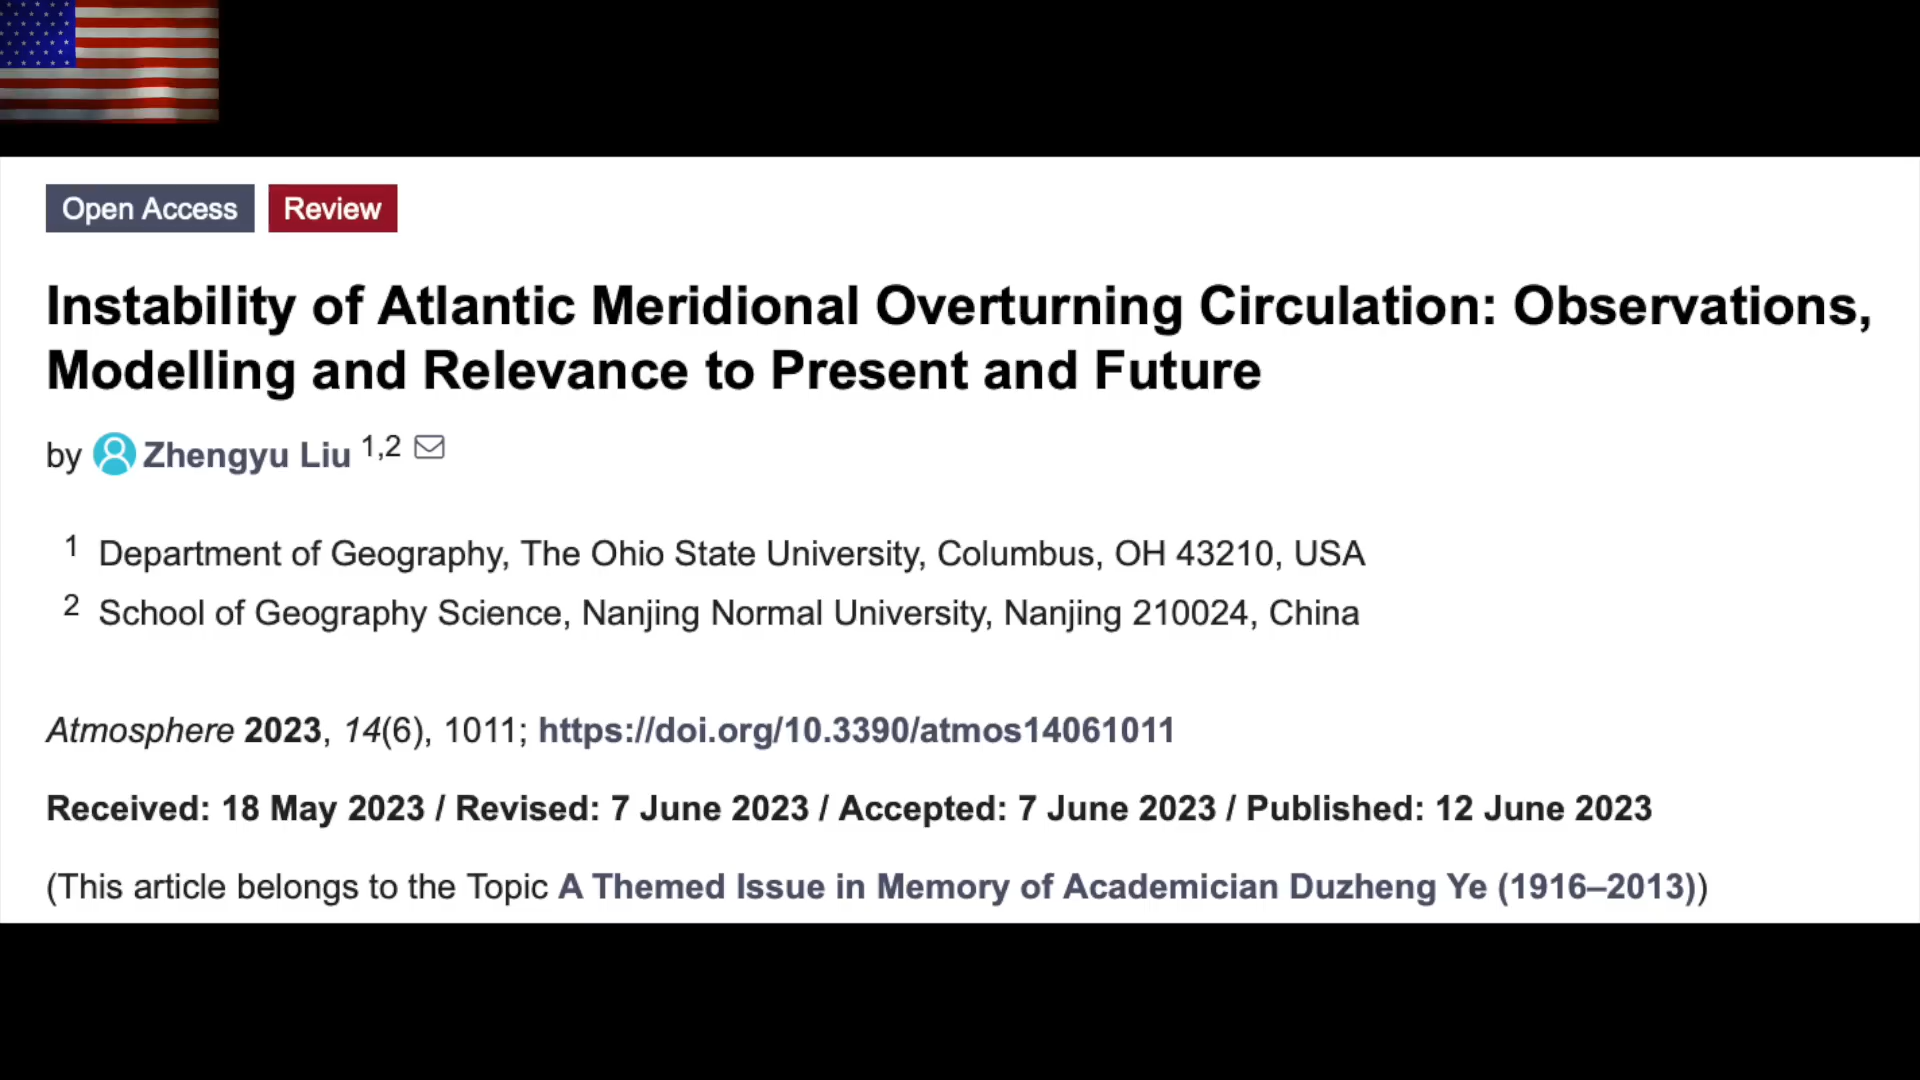 Open Access Review
Instability of Atlantic Meridional Overturning Circulation: Observations,
Modelling and Relevance to Present and Future
by Zhengyu Liu 1,2
1 Department of Geography, The Ohio State University, Columbus, OH 43210, USA
2 School of Geography Science, Nanjing Normal University, Nanjing 210024, China
Atmosphere 2023, 14(6), 1011; https://doi.org/10.3390/atmos14061011
Received: 18 May 2023 / Revised: 7 June 2023 / Accepted: 7 June 2023 / Published: 12 June 2023
(This article belongs to the Topic A Themed Issue in Memory of Academician Duzheng Ye (1916–2013))